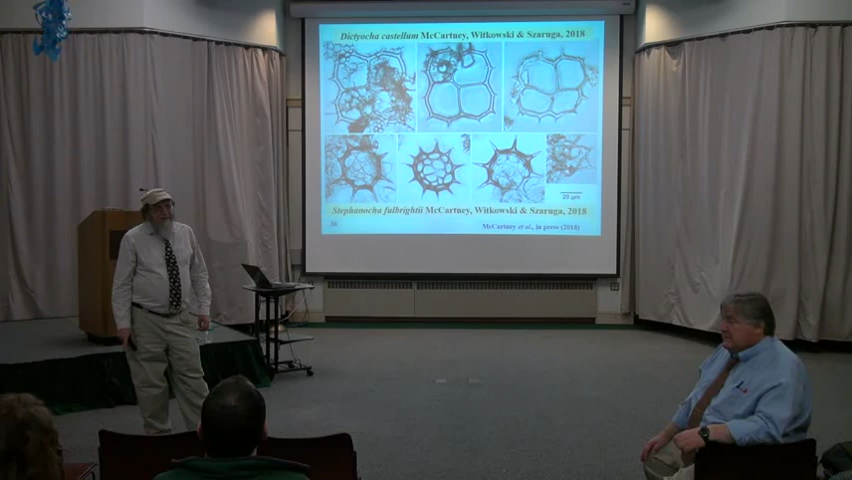 Dictyocha castellum McCartney, Witkowski & Szaruga, 2018
20 µm
Stephanocha fulbrightii McCartney, Witkowski & Szaruga, 2018
McCartney et al., in press (2018)